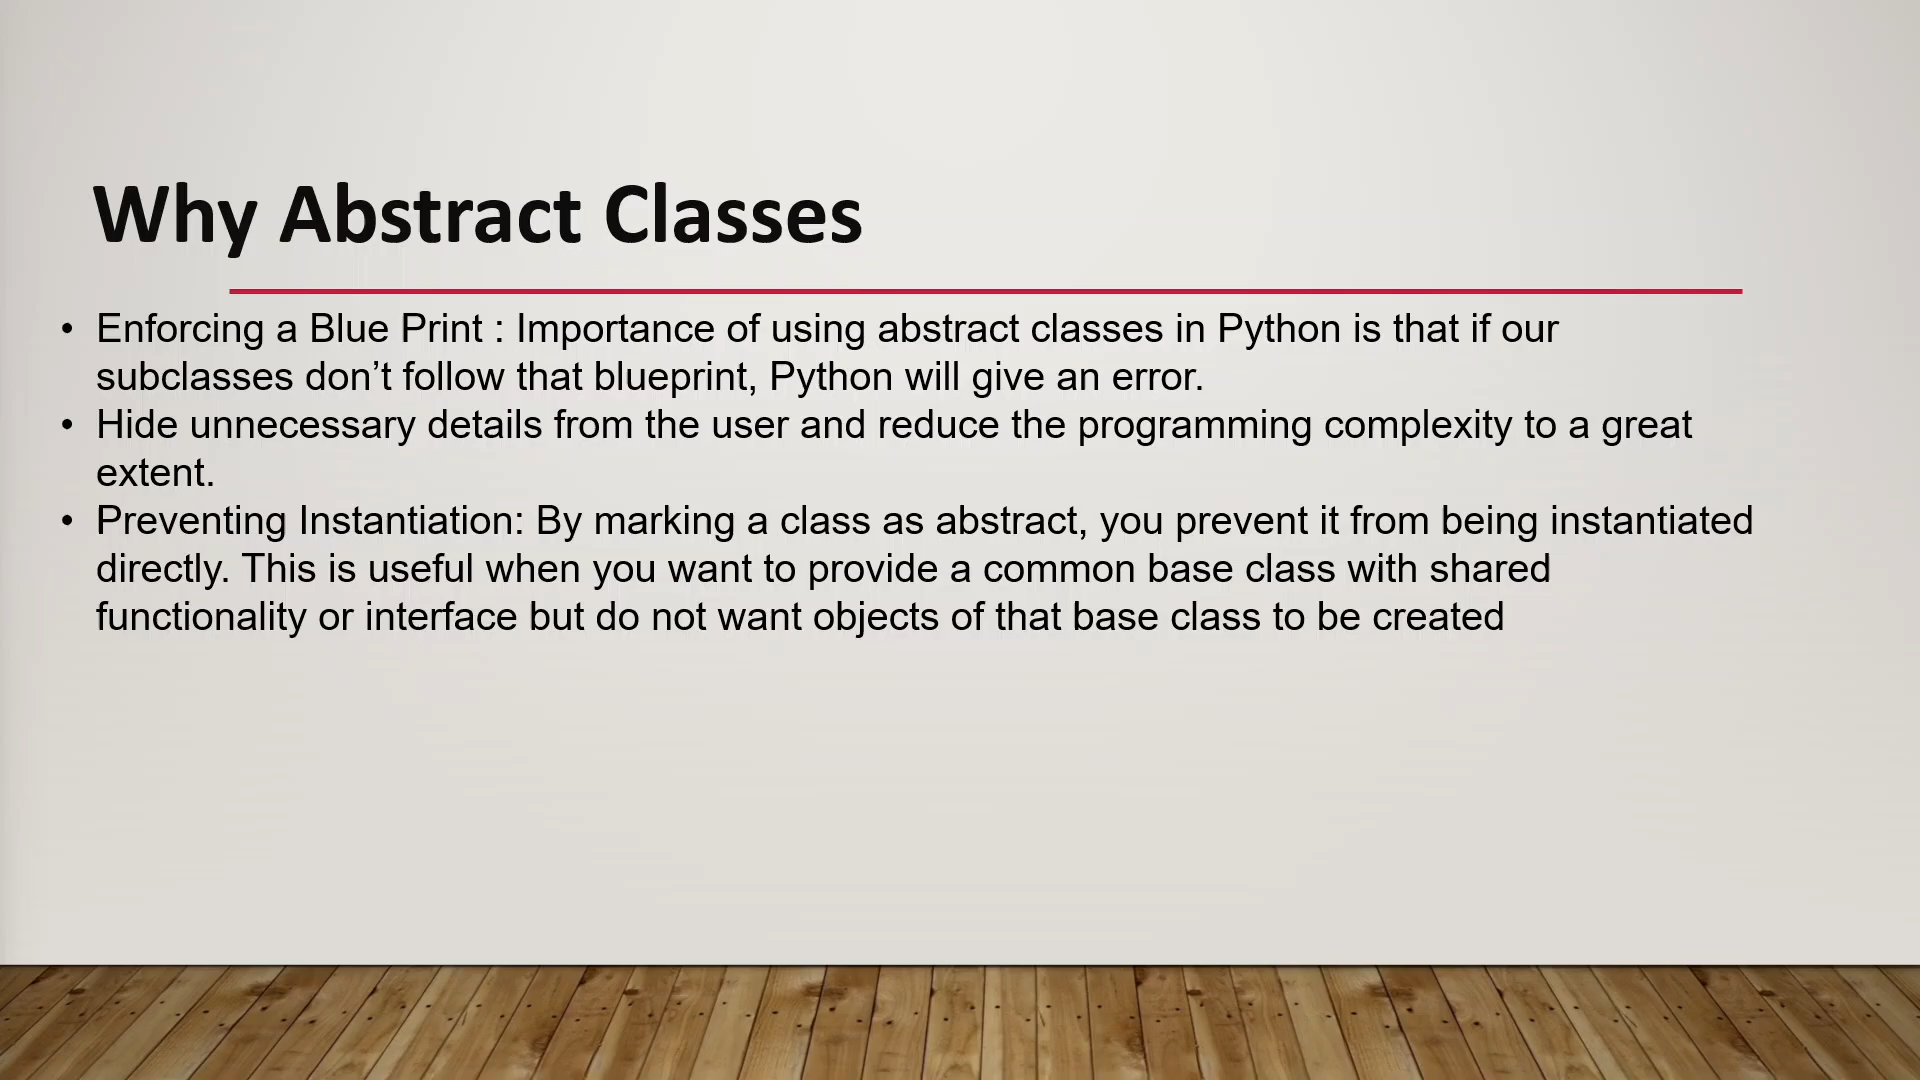 Why Abstract Classes
• Enforcing a Blue Print : Importance of using abstract classes in Python is that if our
subclasses don’t follow that blueprint, Python will give an error.
• Hide unnecessary details from the user and reduce the programming complexity to a great
extent.
• Preventing Instantiation: By marking a class as abstract, you prevent it from being instantiated
directly. This is useful when you want to provide a common base class with shared
functionality or interface but do not want objects of that base class to be created